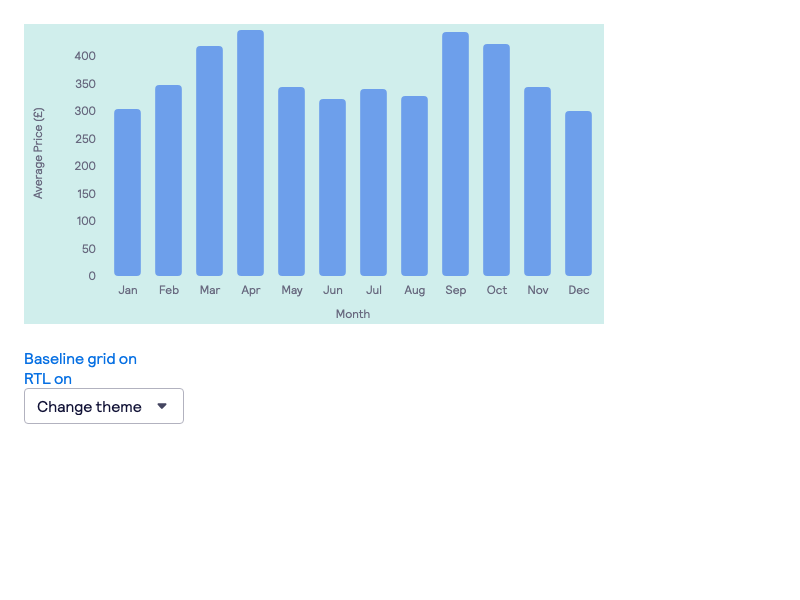 Average Price (£)
400
350
300
250
200
150
100
50
0
Jan Feb Mar Apr May Jun Jul Aug Sep Oct Nov Dec
Month
Baseline grid on
RTL on
Change theme